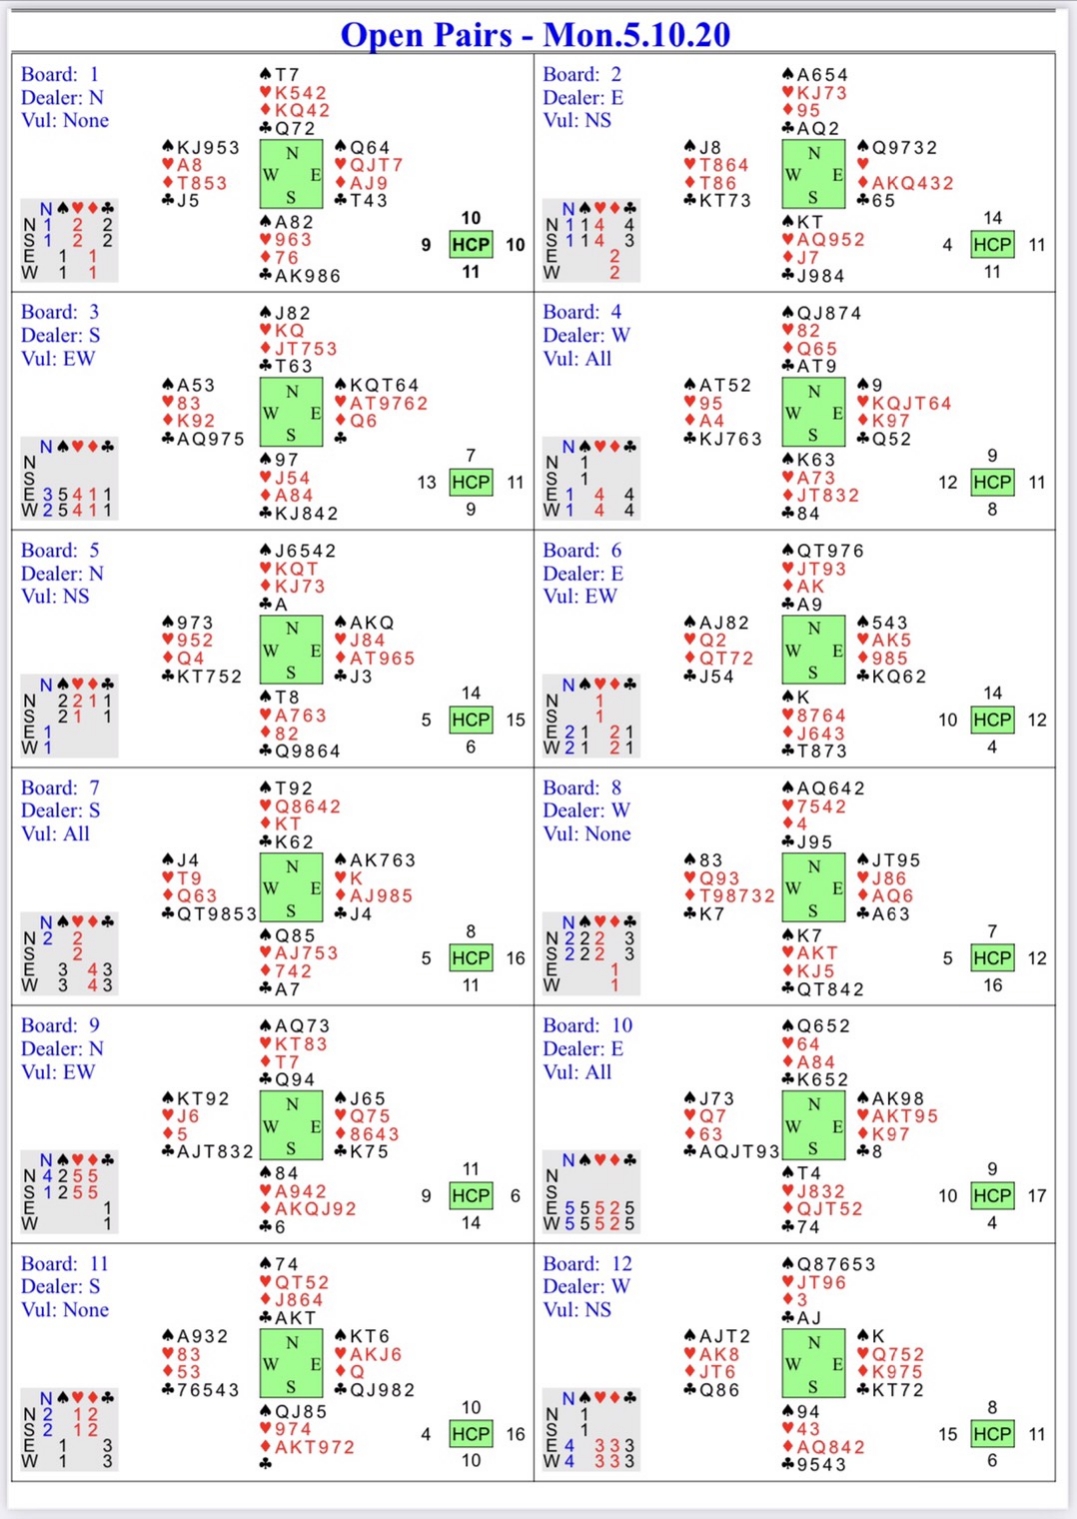 Open Pairs - Mon.5.10.20
Board: 1
Dealer: N
Vul: None
♠T7
♥K542
♦KQ42
♣Q72
♠KJ953
♥A8
♦T853
♣J5
N
W E
S
♠Q64
♥QJT7
♦AJ9
♣T43
♠A82
♥963
♦76
♣AK986
N♠♥♦♣
N 1 2 2
S 1 2 2
E 1 1
W 1 1
10
9 HCP 10
11
Board: 2
Dealer: E
Vul: NS
♠A654
♥KJ73
♦95
♣AQ2
♠J8
♥T864
♦T86
♣KT73
N
W E
S
♠Q9732
♥
♦AKQ432
♣65
♠KT
♥AQ952
♦J7
♣J984
N♠♥♦♣
N 1 1 4 4
S 1 1 4 3
E 2
W 2
14
4 HCP 11
11
Board: 3
Dealer: S
Vul: EW
♠J82
♥KQ
♦JT753
♣T63
♠A53
♥83
♦K92
♣AQ975
N
W E
S
♠KQT64
♥AT9762
♦Q6
♣
♠97
♥J54
♦A84
♣KJ842
N♠♥♦♣
N
S
E 3 5 4 1 1
W 2 5 4 1 1
7
13 HCP 11
9
Board: 4
Dealer: W
Vul: All
♠QJ874
♥82
♦Q65
♣AT9
♠AT52
♥95
♦A4
♣KJ763
N
W E
S
♠9
♥KQJT64
♦K97
♣Q52
♠K63
♥A73
♦JT832
♣84
N♠♥♦♣
N 1
S 1
E 1 4 4
W 1 4 4
9
12 HCP 11
8
Board: 5
Dealer: N
Vul: NS
♠J6542
♥KQT
♦KJ73
♣A
♠973
♥952
♦Q4
♣KT752
N
W E
S
♠AKQ
♥J84
♦AT965
♣J3
♠T8
♥A763
♦82
♣Q9864
N♠♥♦♣
N 2 2 1 1
S 2 1 1
E 1
W 1
14
5 HCP 15
6
Board: 6
Dealer: E
Vul: EW
♠QT976
♥JT93
♦AK
♣A9
♠AJ82
♥Q2
♦QT72
♣J54
N
W E
S
♠543
♥AK5
♦985
♣KQ62
♠K
♥8764
♦J643
♣T873
N♠♥♦♣
N 1
S 1
E 2 1 2 1
W 2 1 2 1
14
10 HCP 12
4
Board: 7
Dealer: S
Vul: All
♠T92
♥Q8642
♦KT
♣K62
♠J4
♥T9
♦Q63
♣QT9853
N
W E
S
♠AK763
♥K
♦AJ985
♣J4
♠Q85
♥AJ753
♦742
♣A7
N♠♥♦♣
N 2 2
S 2
E 3 4 3
W 3 4 3
8
5 HCP 16
11
Board: 8
Dealer: W
Vul: None
♠AQ642
♥7542
♦4
♣J95
♠83
♥Q93
♦T98732
♣K7
N
W E
S
♠JT95
♥J86
♦AQ6
♣A63
♠K7
♥AKT
♦KJ5
♣QT842
N♠♥♦♣
N 2 2 2 3
S 2 2 2 3
E 1
W 1
7
5 HCP 12
16
Board: 9
Dealer: N
Vul: EW
♠AQ73
♥KT83
♦T7
♣Q94
♠KT92
♥J6
♦5
♣AJT832
N
W E
S
♠J65
♥Q75
♦8643
♣K75
♠84
♥A942
♦AKQJ92
♣6
N♠♥♦♣
N 4 2 5 5
S 1 2 5 5
E 1
W 1
11
9 HCP 6
14
Board: 10
Dealer: E
Vul: All
♠Q652
♥64
♦A84
♣K652
♠J73
♥Q7
♦63
♣AQJT93
N
W E
S
♠AK98
♥AKT95
♦K97
♣8
♠T4
♥J832
♦QJT52
♣74
N♠♥♦♣
N
S
E 5 5 5 2 5
W 5 5 5 2 5
9
10 HCP 17
4
Board: 11
Dealer: S
Vul: None
♠74
♥QT52
♦J864
♣AKT
♠A932
♥83
♦53
♣76543
N
W E
S
♠KT6
♥AKJ6
♦Q
♣QJ982
♠QJ85
♥974
♦AKT972
♣
N♠♥♦♣
N 2 1 2
S 2 1 2
E 1 3
W 1 3
10
4 HCP 16
10
Board: 12
Dealer: W
Vul: NS
♠Q87653
♥JT96
♦3
♣AJ
♠AJT2
♥AK8
♦JT6
♣Q86
N
W E
S
♠K
♥Q752
♦K975
♣KT72
♠94
♥43
♦AQ842
♣9543
N♠♥♦♣
N 1
S 1
E 4 3 3 3
W 4 3 3 3
8
15 HCP 11
6